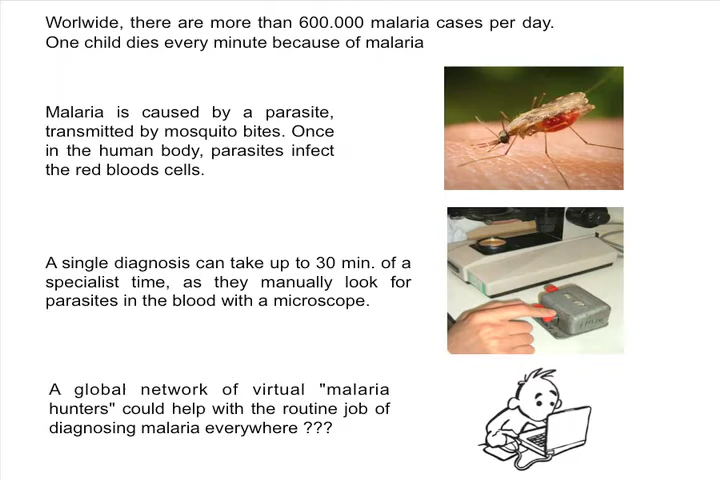 Worlwide, there are more than 600.000 malaria cases per day.
One child dies every minute because of malaria
Malaria is caused by a parasite,
transmitted by mosquito bites. Once
in the human body, parasites infect
the red bloods cells.
A single diagnosis can take up to 30 min. of a
specialist time, as they manually look for
parasites in the blood with a microscope.
A global network of virtual "malaria
hunters" could help with the routine job of
diagnosing malaria everywhere ???